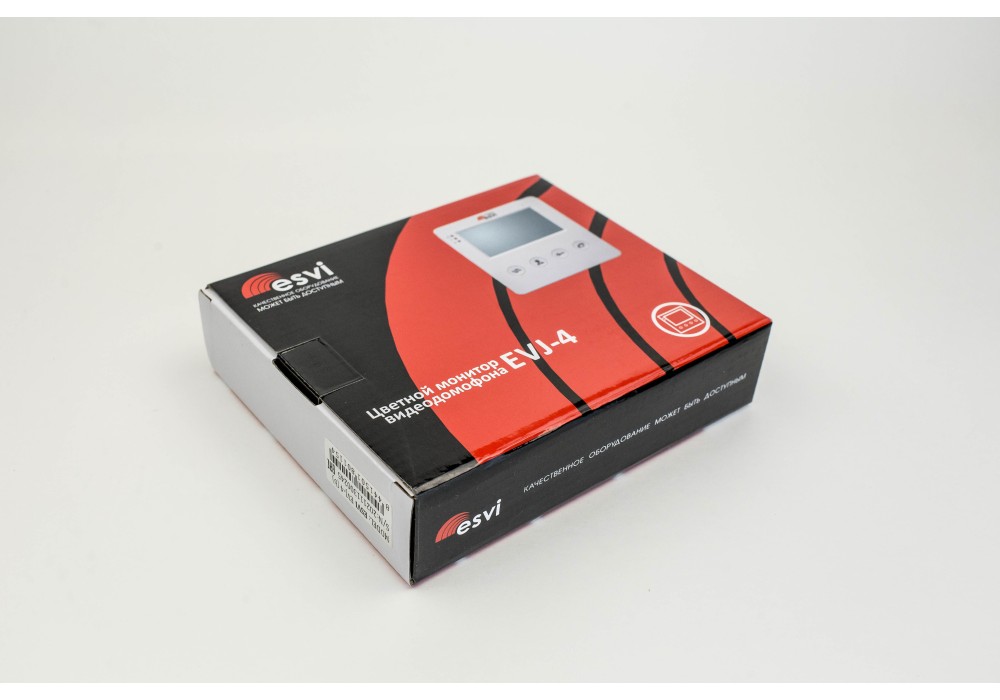 esvi
КАЧЕСТВЕННОЕ ОБОРУДОВАНИЕ
МОЖЕТ БЫТЬ ДОСТУПНЫМ
Цветной монитор
видеодомофона
EVJ-4
esvi
КАЧЕСТВЕННОЕ ОБОРУДОВАНИЕ МОЖЕТ БЫТЬ ДОСТУПНЫМ